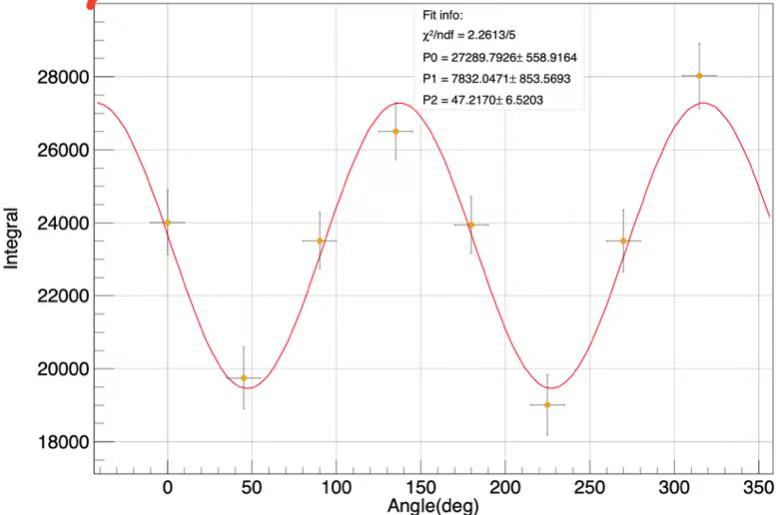 Fit info:
χ²/ndf = 2.2613/5
P0 = 27289.7926± 558.9164
P1 = 7832.0471± 853.5693
P2 = 47.2170± 6.5203
28000
26000
24000
22000
20000
18000
Integral
0 50 100 150 200 250 300 350
Angle(deg)